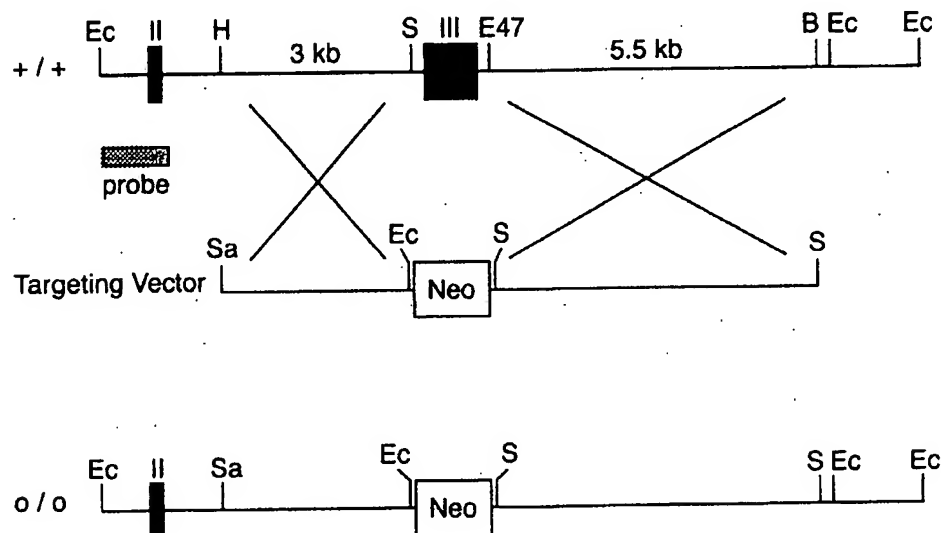 Ec II H S III E47 B Ec Ec
+ / + 3 kb 5.5 kb
probe
Sa Ec S S
Targeting Vector Neo
Ec II Sa Ec S S Ec Ec
o / o Neo